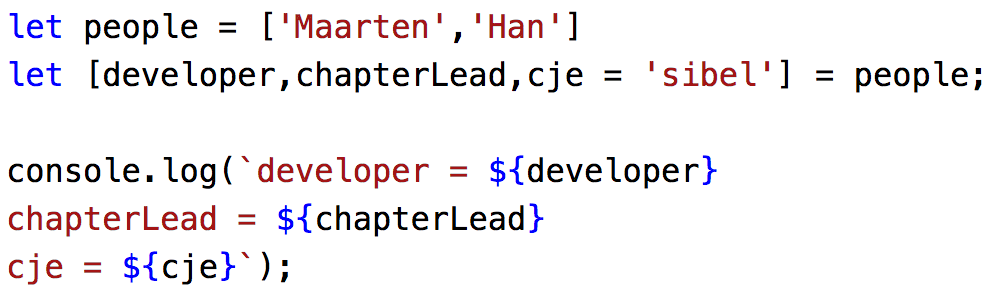 let people = ['Maarten','Han']
let [developer,chapterLead,cje = 'sibel'] = people;
console.log(`developer = ${developer}
chapterLead = ${chapterLead}
cje = ${cje}`);